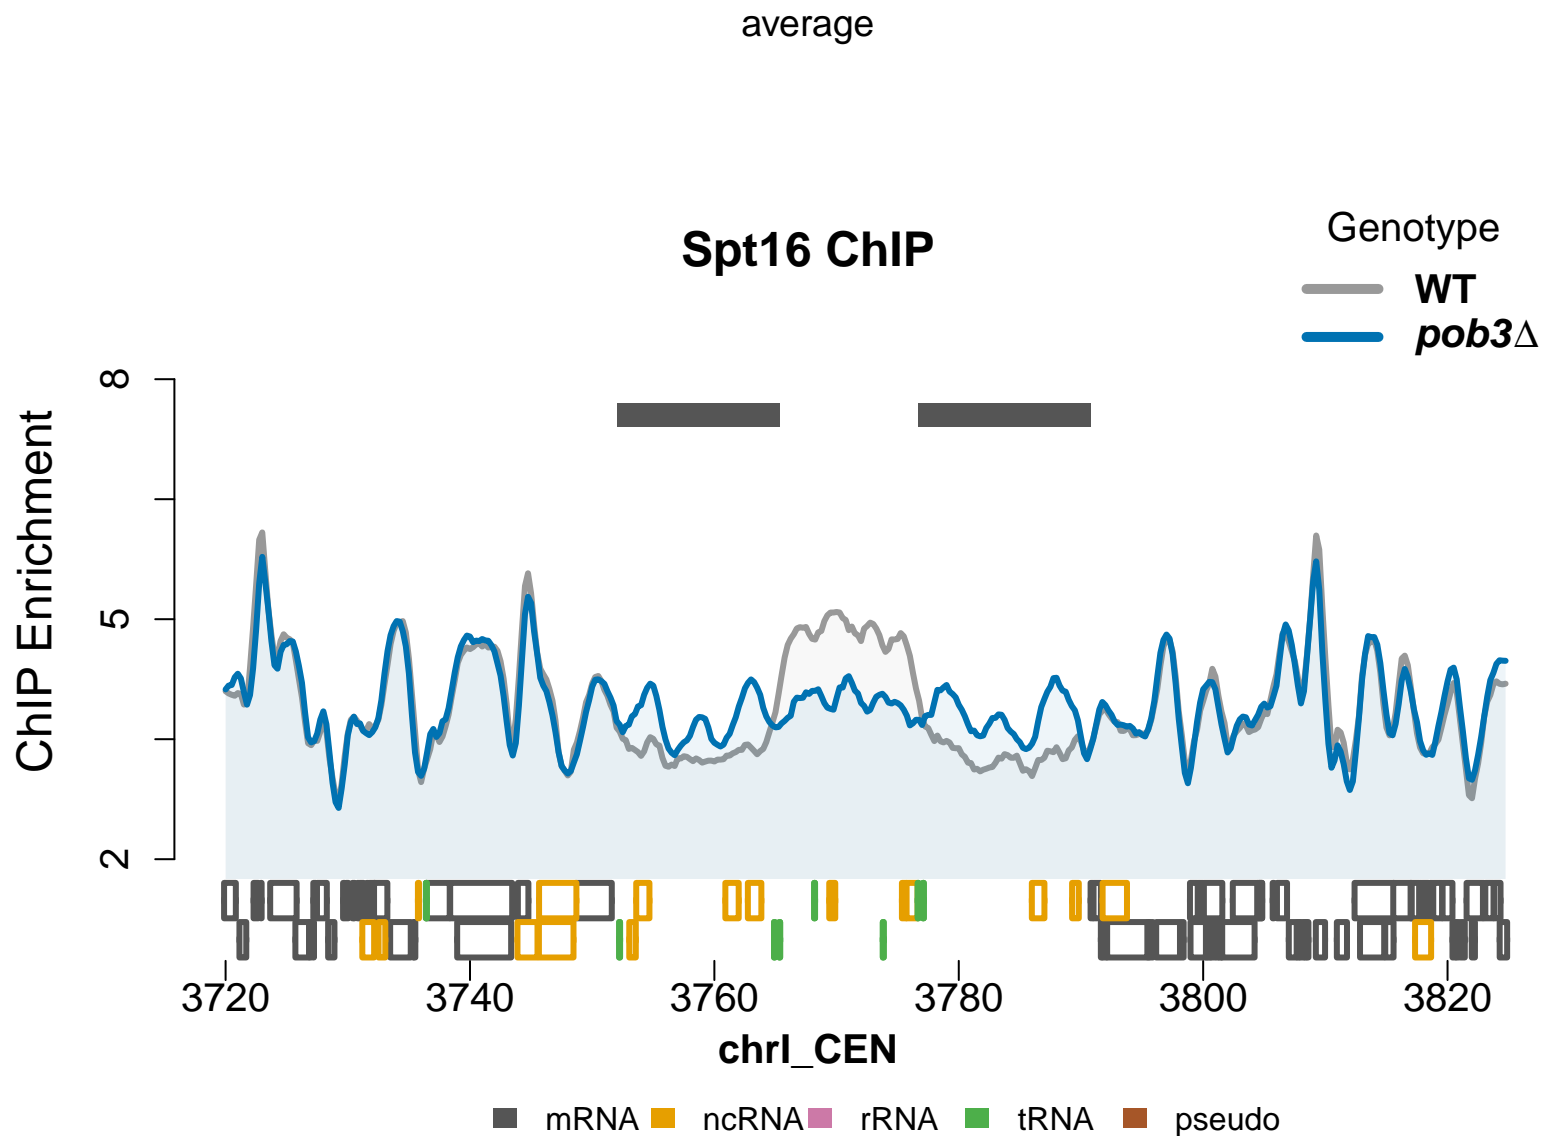 average
Spt16 ChIP
Genotype
WT
pob3Δ
ChIP Enrichment
8
5
2
3720 3740 3760 3780 3800 3820
chrI_CEN
mRNA ncRNA rRNA tRNA pseudo